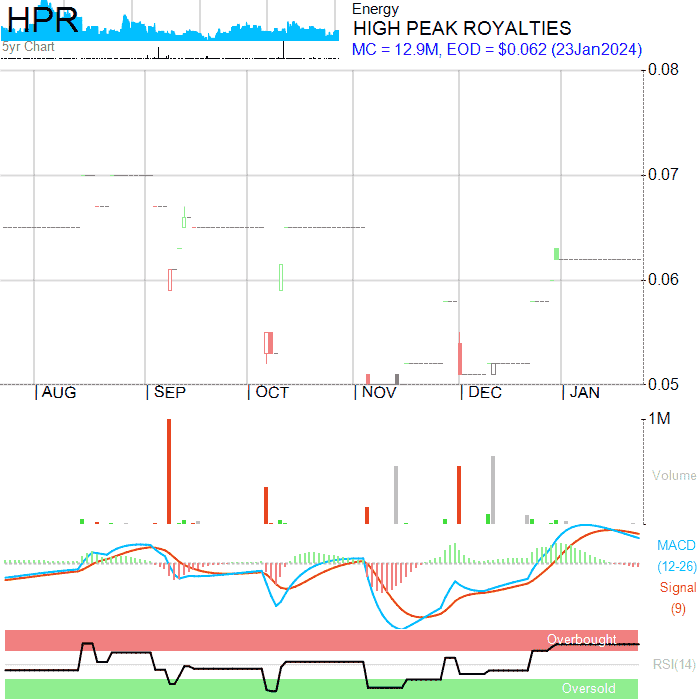 HPR
5yr Chart
Energy
HIGH PEAK ROYALTIES
MC = 12.9M, EOD = $0.062 (23Jan2024)
0.08
0.07
0.06
0.05
AUG SEP OCT NOV DEC JAN
1M
Volume
MACD
(12-26)
Signal
(9)
Overbought
RSI(14)
Oversold